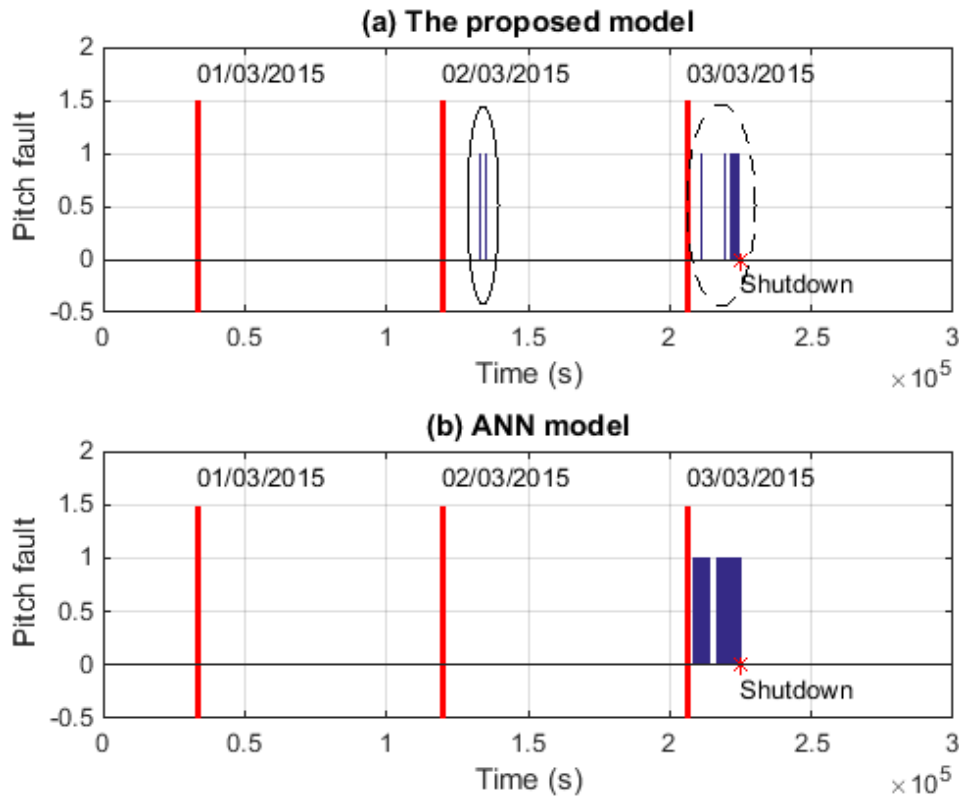 (a) The proposed model
2
01/03/2015 02/03/2015 03/03/2015
1.5
1
0.5
0
Shutdown
-0.5
Pitch fault
0 0.5 1 1.5 2 2.5 3
Time (s)
×10^5
(b) ANN model
2
01/03/2015 02/03/2015 03/03/2015
1.5
1
0.5
0
Shutdown
-0.5
Pitch fault
0 0.5 1 1.5 2 2.5 3
Time (s)
×10^5